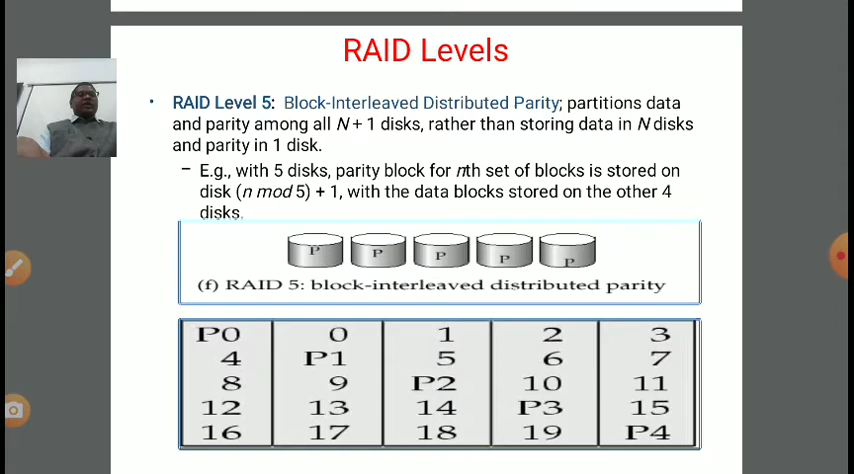 RAID Levels
• RAID Level 5: Block-Interleaved Distributed Parity; partitions data
and parity among all N + 1 disks, rather than storing data in N disks
and parity in 1 disk.
– E.g., with 5 disks, parity block for nth set of blocks is stored on
disk (n mod 5) + 1, with the data blocks stored on the other 4
disks.
P P P P P
(f) RAID 5: block-interleaved distributed parity
P0 0 1 2 3
4 P1 5 6 7
8 9 P2 10 11
12 13 14 P3 15
16 17 18 19 P4